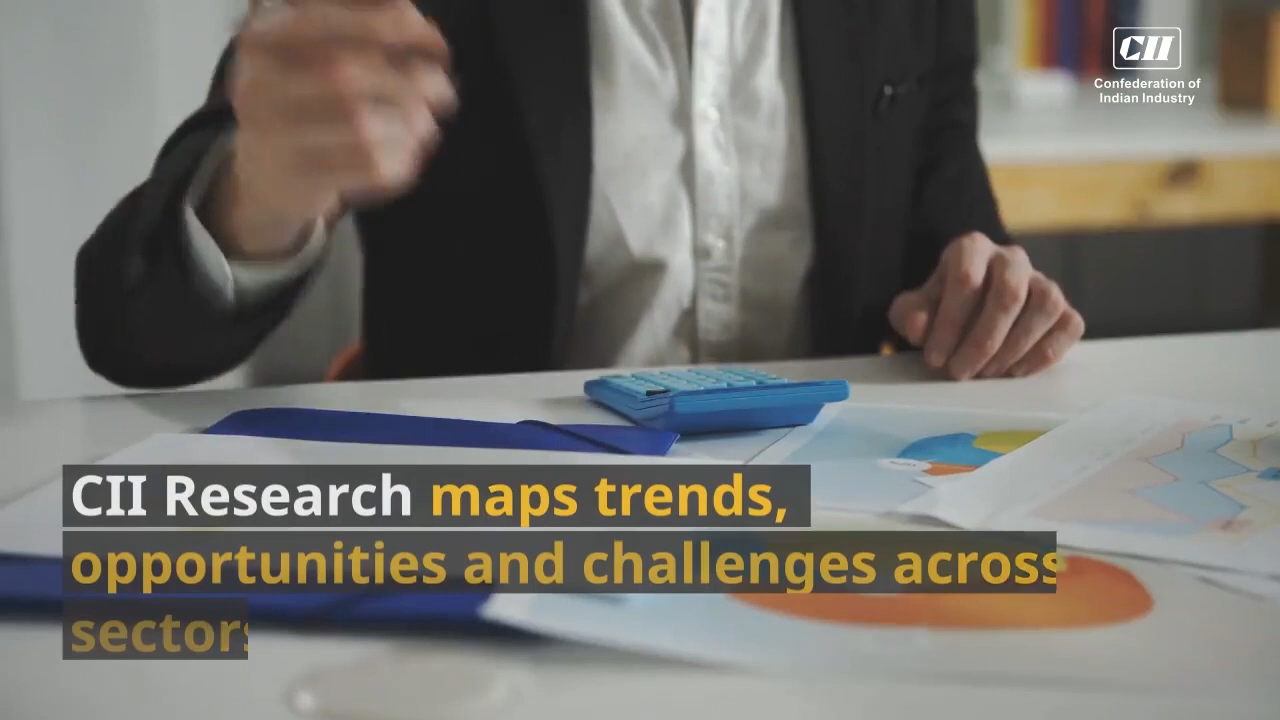 CII
Confederation of
Indian Industry
CII Research maps trends,
opportunities and challenges across
sectors